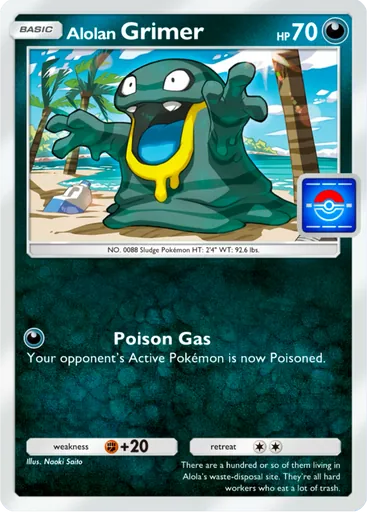 BASIC Alolan Grimer HP 70
NO. 0088 Sludge Pokémon HT: 2'4" WT: 92.6 lbs.
Poison Gas
Your opponent's Active Pokémon is now Poisoned.
weakness +20 retreat
Illus. Naoki Saito
There are a hundred or so of them living in
Alola's waste-disposal site. They're all hard
workers who eat a lot of trash.